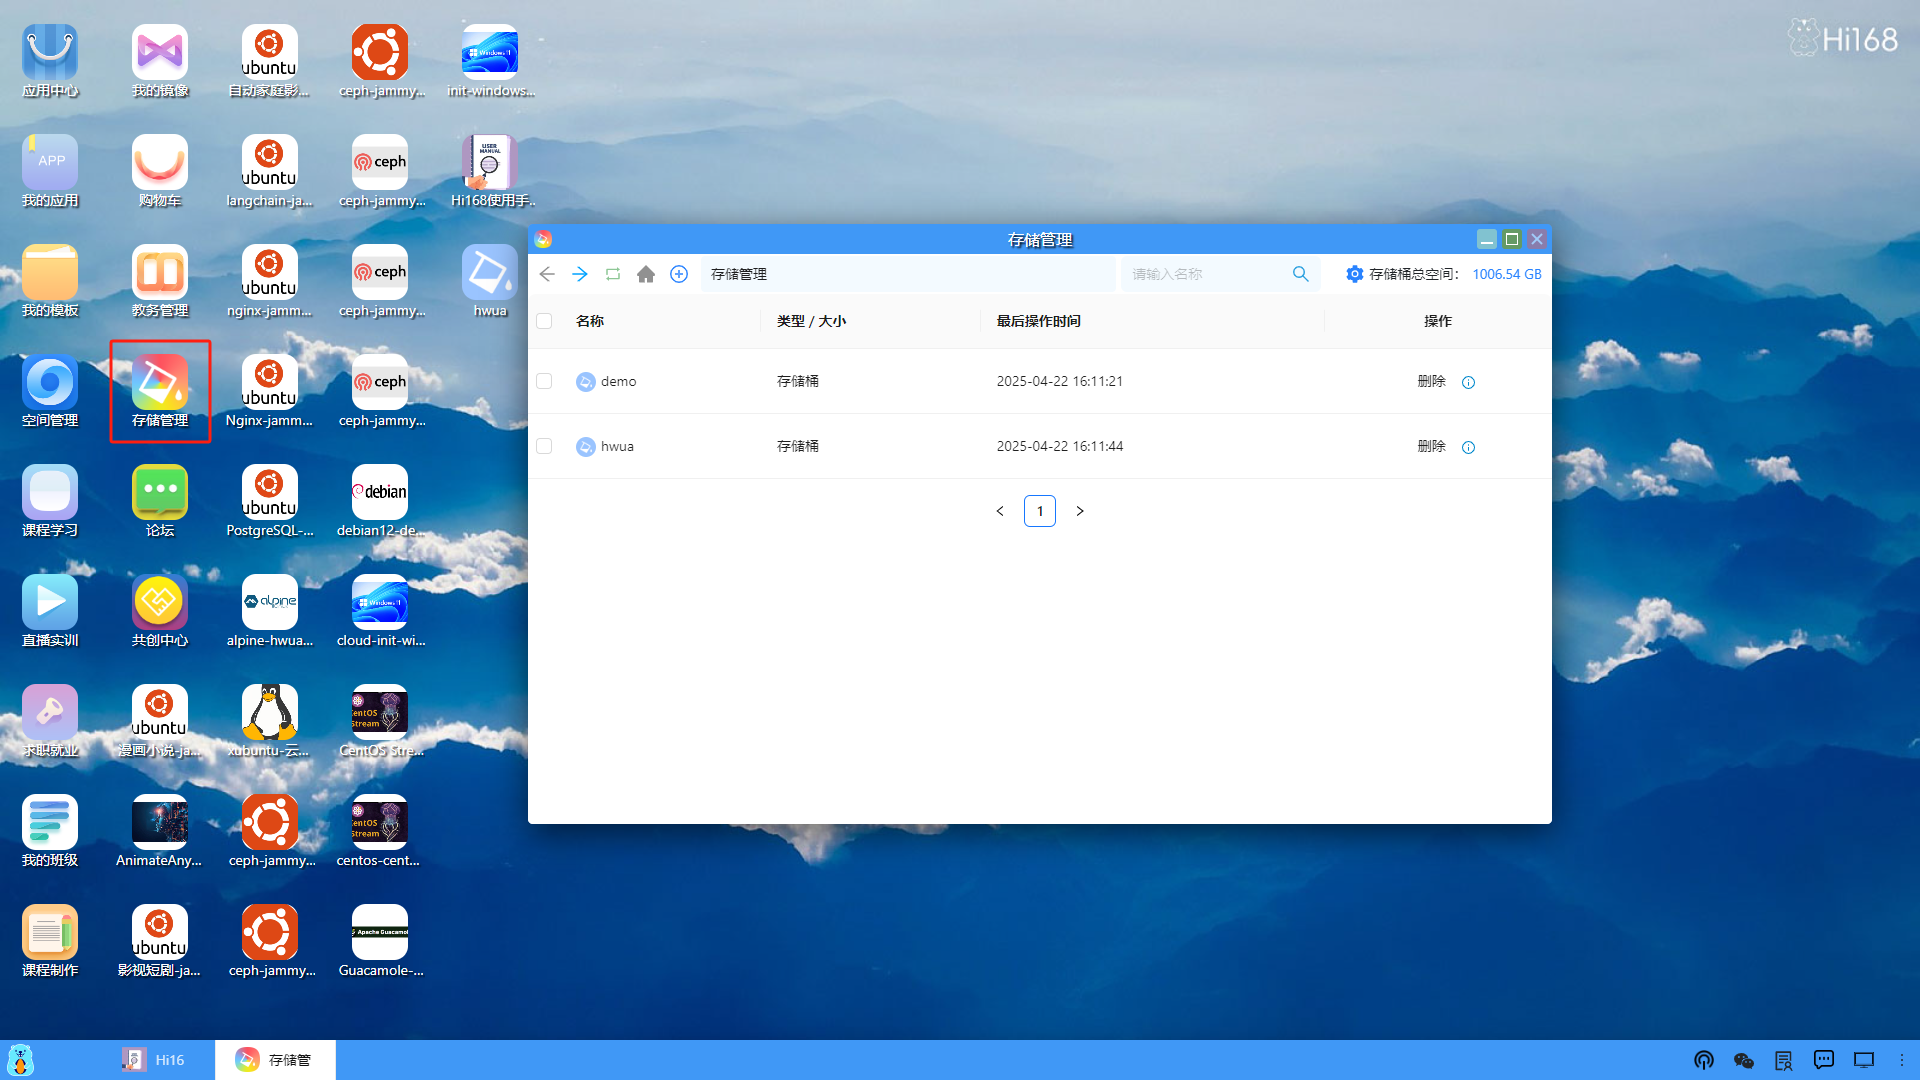 Hi168
应用中心
我的镜像
自动家庭影...
ceph-jammy...
init-windows...
我的应用
购物车
langchain-ja...
ceph-jammy...
Hi168使用手..
我的模板
教务管理
nginx-jamm...
ceph-jammy...
hwua
空间管理
存储管理
Nginx-jamm...
ceph-jammy...
课程学习
论坛
PostgreSQL-...
debian12-de...
直播实训
共创中心
alpine-hwua...
cloud-init-wi...
求职就业
漫画小说-ja...
xubuntu-云...
CentOS Stre...
我的班级
AnimateAny...
ceph-jammy...
centos-cent...
课程制作
影视短剧-ja...
ceph-jammy...
Guacamole-...
APP
ubuntu
ubuntu
ubuntu
ubuntu
ubuntu
ubuntu
ubuntu
ceph
ceph
ceph
debian
alpine
Windows 11
Windows 11
USER
MANUAL
CentOS
Stream
CentOS
Stream
Apache Guacamol
存储管理
存储管理
请输入名称
存储桶总空间：
1006.54 GB
名称
类型 / 大小
最后操作时间
操作
demo
存储桶
2025-04-22 16:11:21
删除
hwua
存储桶
2025-04-22 16:11:44
删除
< 1 >
Hi16
存储管